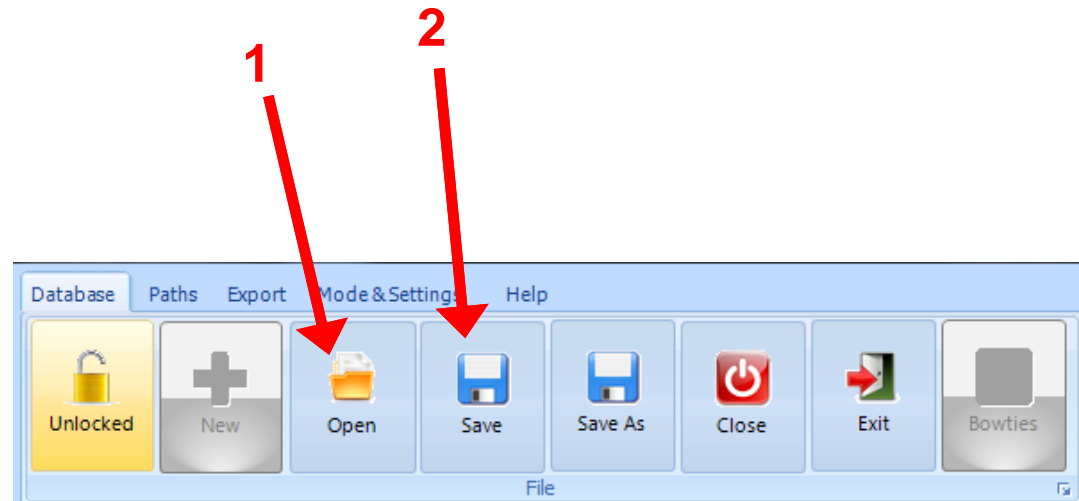 2
1
Database Paths Export Mode & Settings Help
Unlocked New Open Save Save As Close Exit Bowties
File